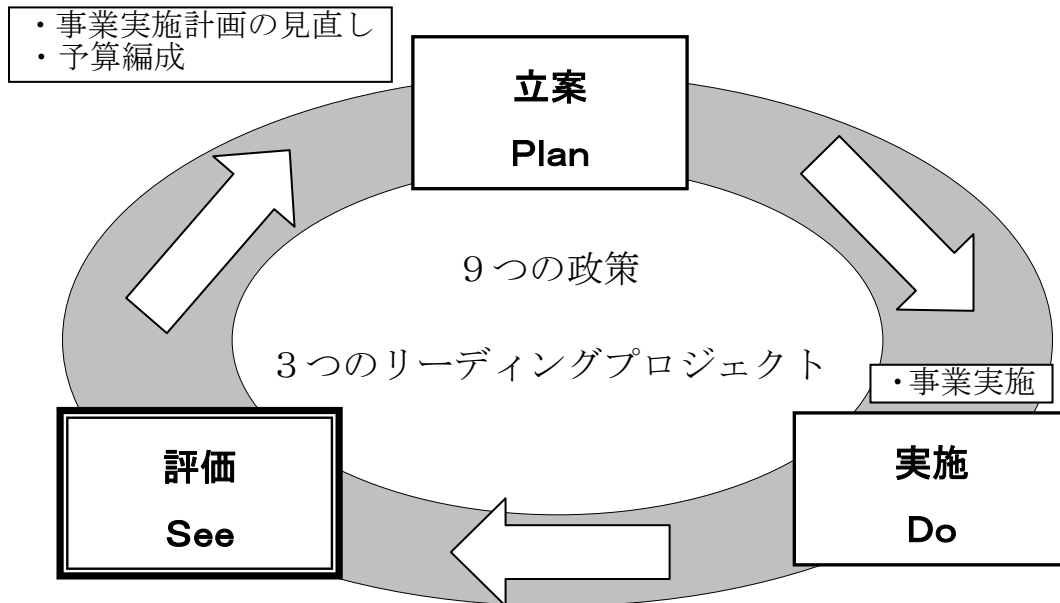 ・事業実施計画の見直し
・予算編成
立案
Plan
９つの政策
３つのリーディングプロジェクト
・事業実施
評価
See
実施
Do